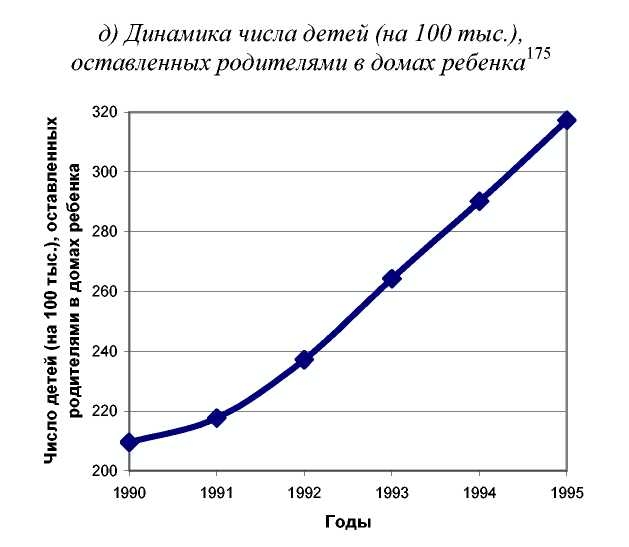 д) Динамика числа детей (на 100 тыс.),
оставленных родителями в домах ребенка175
Число детей (на 100 тыс.), оставленных
родителями в домах ребенка
320
300
280
260
240
220
200
1990 1991 1992 1993 1994 1995
Годы